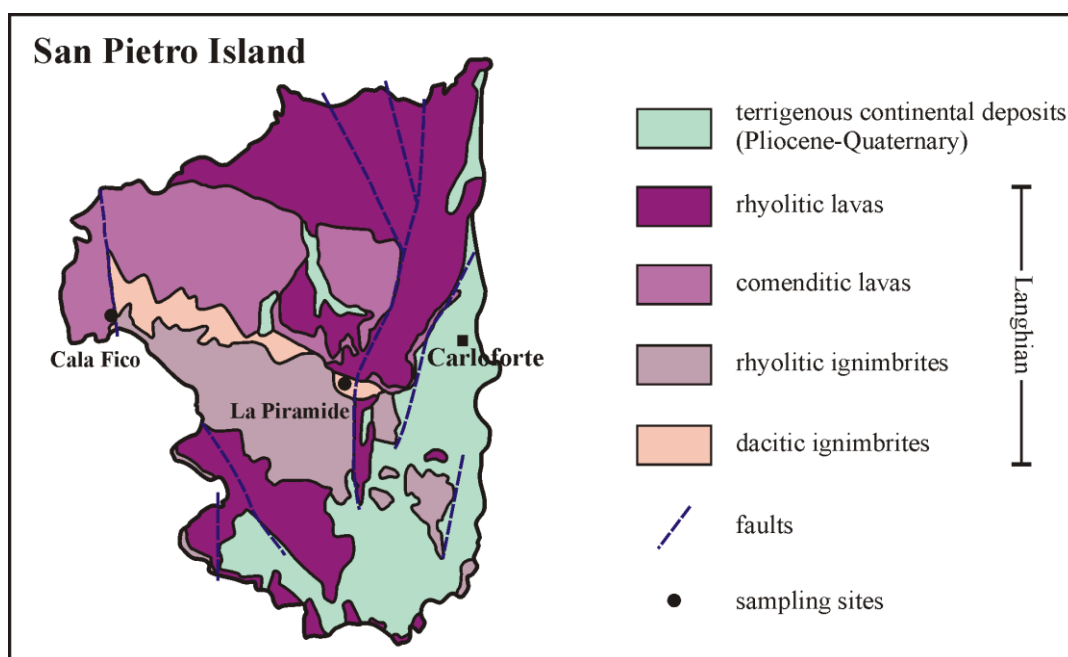 San Pietro Island
terrigenous continental deposits
(Pliocene-Quaternary)
rhyolitic lavas
comenditic lavas
Langhian
rhyolitic ignimbrites
dacitic ignimbrites
faults
sampling sites
Cala Fico
Carloforte
La Piramide